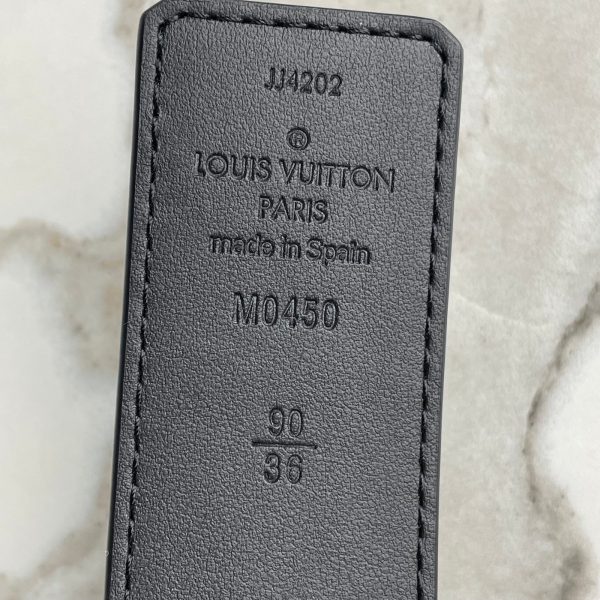 JJ4202
®
LOUIS VUITTON
PARIS
made in Spain
M0450
90
36